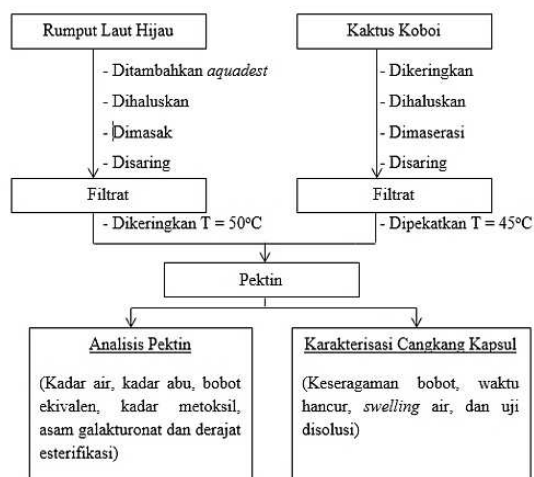 Rumput Laut Hijau
- Ditambahkan aquadest
- Dihaluskan
- Dimasak
- Disaring
Filtrat
- Dikeringkan T = 50°C
Kaktus Koboi
- Dikeringkan
- Dihaluskan
- Dimaserasi
- Disaring
Filtrat
- Dipekatkan T = 45°C
Pektin
Analisis Pektin
(Kadar air, kadar abu, bobot
ekivalen, kadar metoksil,
asam galakturonat dan derajat
esterifikasi)
Karakterisasi Cangkang Kapsul
(Keseragaman bobot, waktu
hancur, swelling air, dan uji
disolusi)